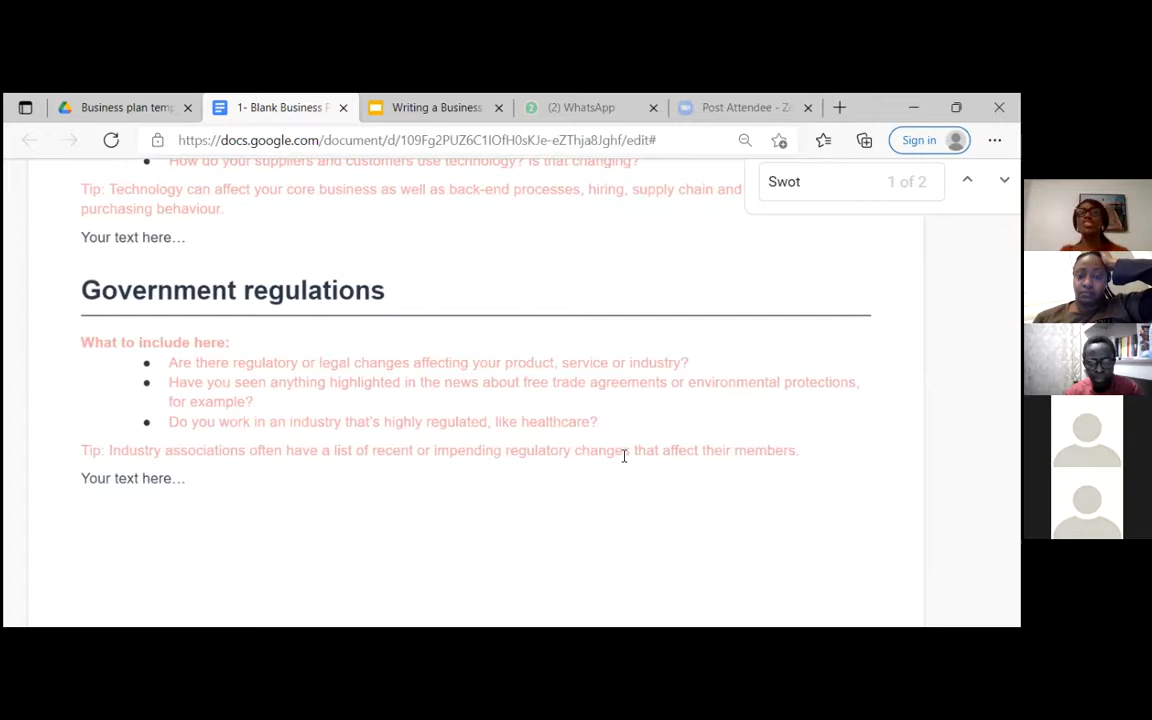 Business plan temp
1- Blank Business P
Writing a Business
(2) WhatsApp
Post Attendee - Zo
https://docs.google.com/document/d/109Fg2PUZ6C1lOfH0sKJe-eZThja8Jghf/edit#
Sign in
How do your suppliers and customers use technology? Is that changing?
Swot
1 of 2
Tip: Technology can affect your core business as well as back-end processes, hiring, supply chain and
purchasing behaviour.
Your text here…
Government regulations
What to include here:
Are there regulatory or legal changes affecting your product, service or industry?
Have you seen anything highlighted in the news about free trade agreements or environmental protections,
for example?
Do you work in an industry that's highly regulated, like healthcare?
Tip: Industry associations often have a list of recent or impending regulatory changes that affect their members.
Your text here…